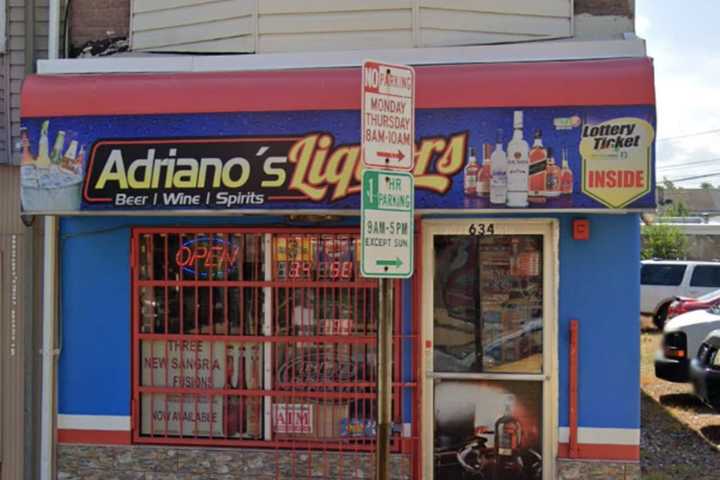 Adriano's Liquors
Beer | Wine | Spirits
Lottery
Ticket
INSIDE
NO PARKING
MONDAY
THURSDAY
8AM-10AM
1 HR
PARKING
9AM-5PM
EXCEPT SUN
634
OPEN
THREE
NEW SANGRIA
FUSIONS
NOW AVAILABLE
AIM